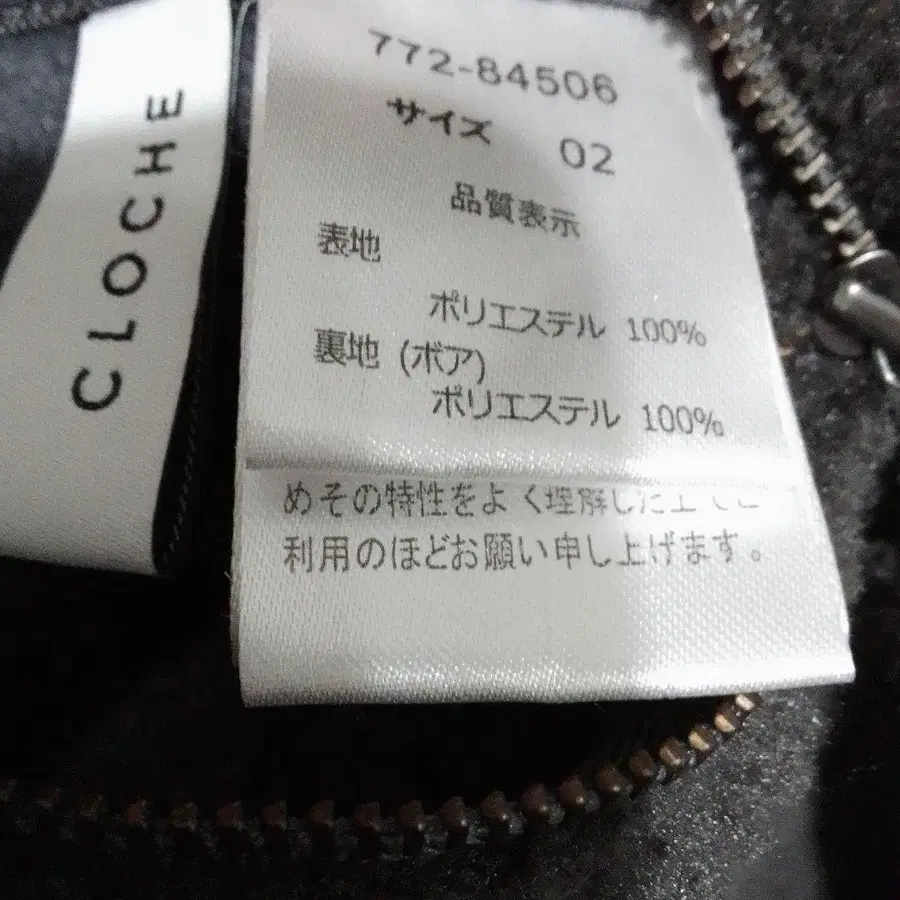 CLOCHE
772-84506
サイズ 02
品質表示
表地
ポリエステル 100%
裏地 (ボア)
ポリエステル 100%
めその特性をよく理解した上でご
利用のほどお願い申し上げます。